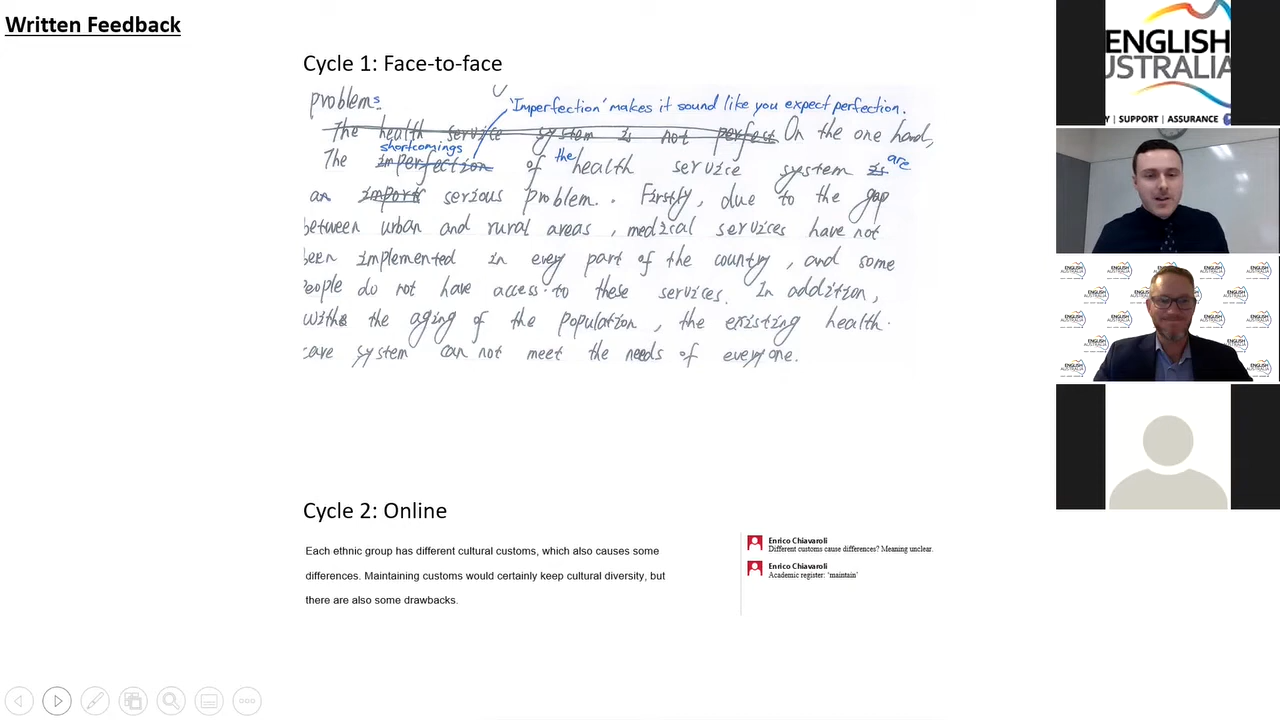 Written Feedback
Cycle 1: Face-to-face
problems.
'Imperfection' makes it sound like you expect perfection.
The health service system is not perfect On the one hand,
shortcomings
The imperfection of the health service system is are
an import serious problem. Firstly, due to the gap
between urban and rural areas, medical services have not
been implemented in every part of the country, and some
people do not have access to these services. In addition,
with the aging of the population, the existing health
care system can not meet the needs of everyone.
Cycle 2: Online
Each ethnic group has different cultural customs, which also causes some
differences. Maintaining customs would certainly keep cultural diversity, but
there are also some drawbacks.
Enrico Chiavaroli
Different customs cause differences? Meaning unclear.
Enrico Chiavaroli
Academic register: 'maintain'
ENGLISH
AUSTRALIA
Y | SUPPORT | ASSURANCE
ENGLISH
AUSTRALIA